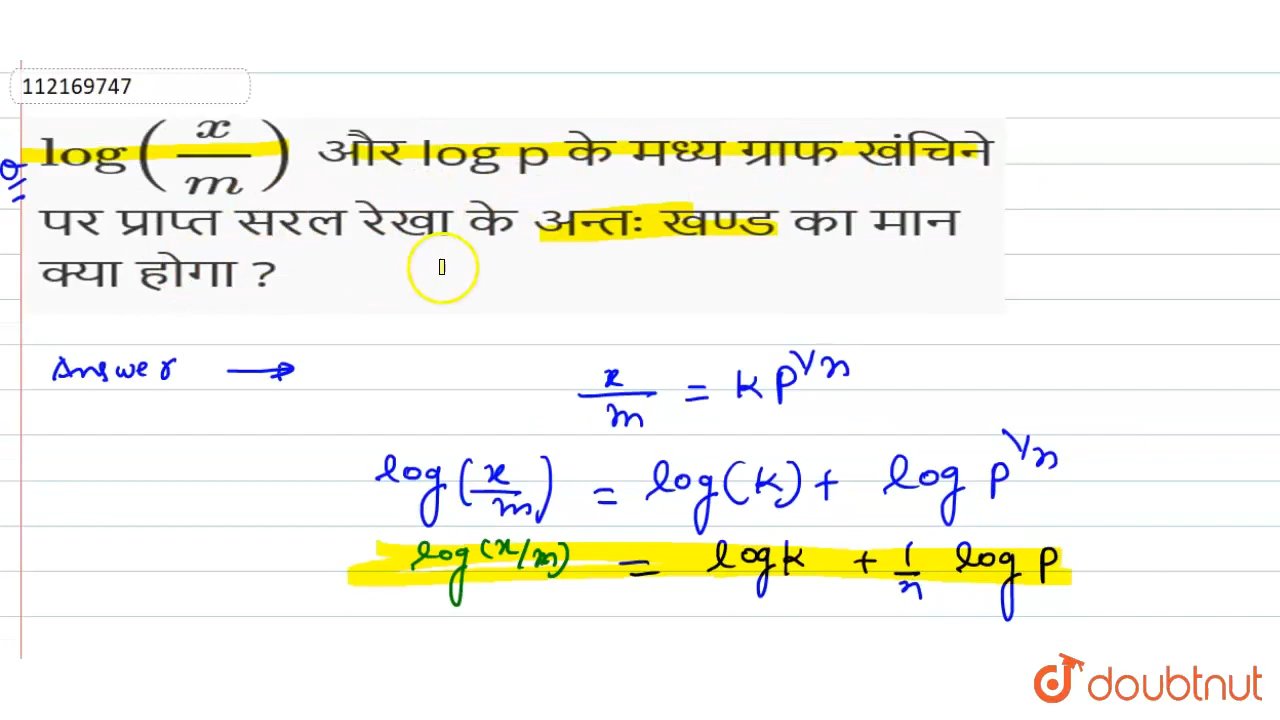 112169747
Q log(x/m) और log p के मध्य ग्राफ खंचिने
पर प्राप्त सरल रेखा के अन्तः खण्ड का मान
क्या होगा ?
Answer → x/m = K P^1/n
log(x/m) = log(K) + log P^1/n
log(x/m) = log K + 1/n log P
doubtnut